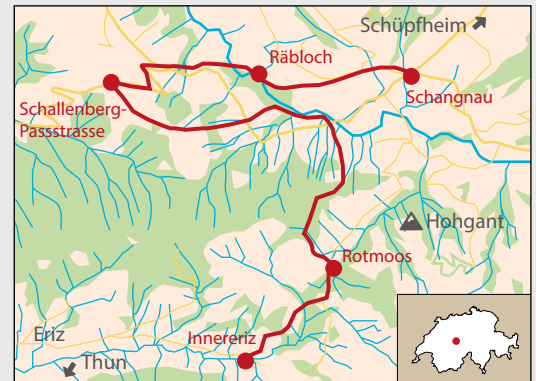 Schüpfheim
Räbloch
Schangnau
Schallenberg-
Passstrasse
Hohgant
Rotmoos
Innereriz
Eriz
Thun